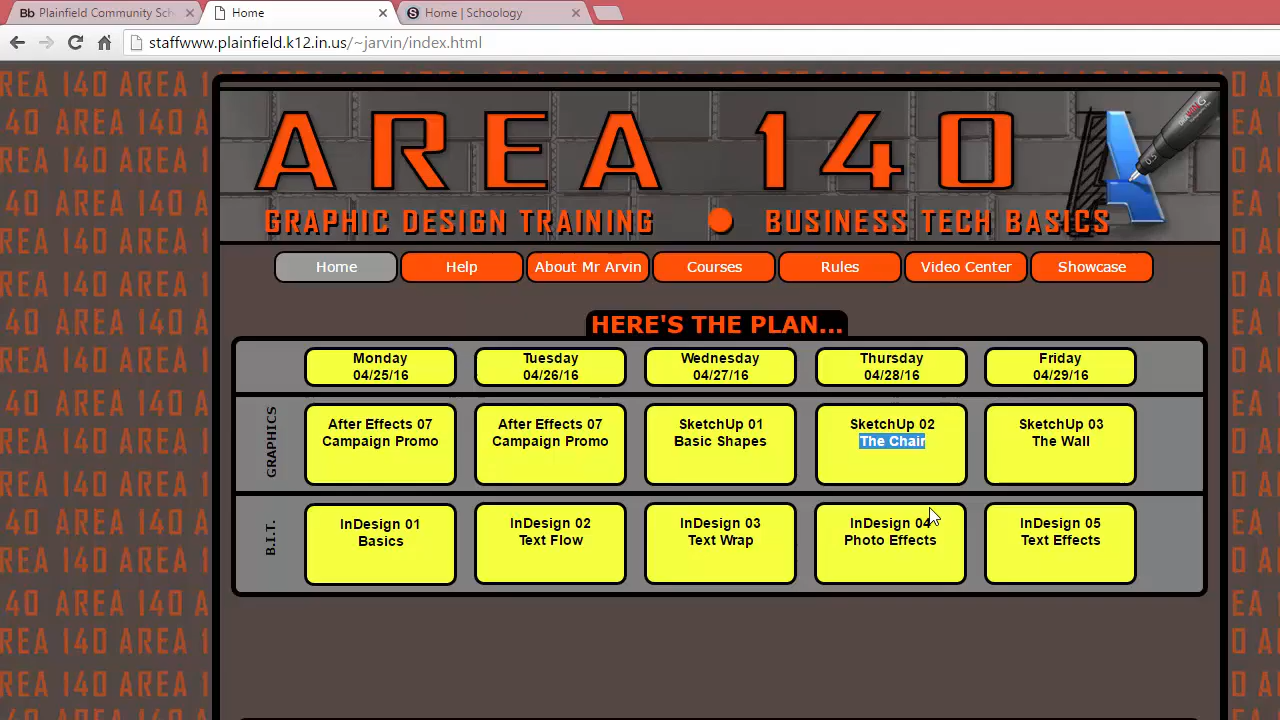 Bb Plainfield Community Sch
Home
S Home | Schoology
staffwww.plainfield.k12.in.us/~jarvin/index.html
AREA 140
GRAPHIC DESIGN TRAINING ● BUSINESS TECH BASICS
Home
Help
About Mr Arvin
Courses
Rules
Video Center
Showcase
HERE'S THE PLAN...
Monday
04/25/16
Tuesday
04/26/16
Wednesday
04/27/16
Thursday
04/28/16
Friday
04/29/16
GRAPHICS
After Effects 07
Campaign Promo
After Effects 07
Campaign Promo
SketchUp 01
Basic Shapes
SketchUp 02
The Chair
SketchUp 03
The Wall
B.I.T.
InDesign 01
Basics
InDesign 02
Text Flow
InDesign 03
Text Wrap
InDesign 04
Photo Effects
InDesign 05
Text Effects